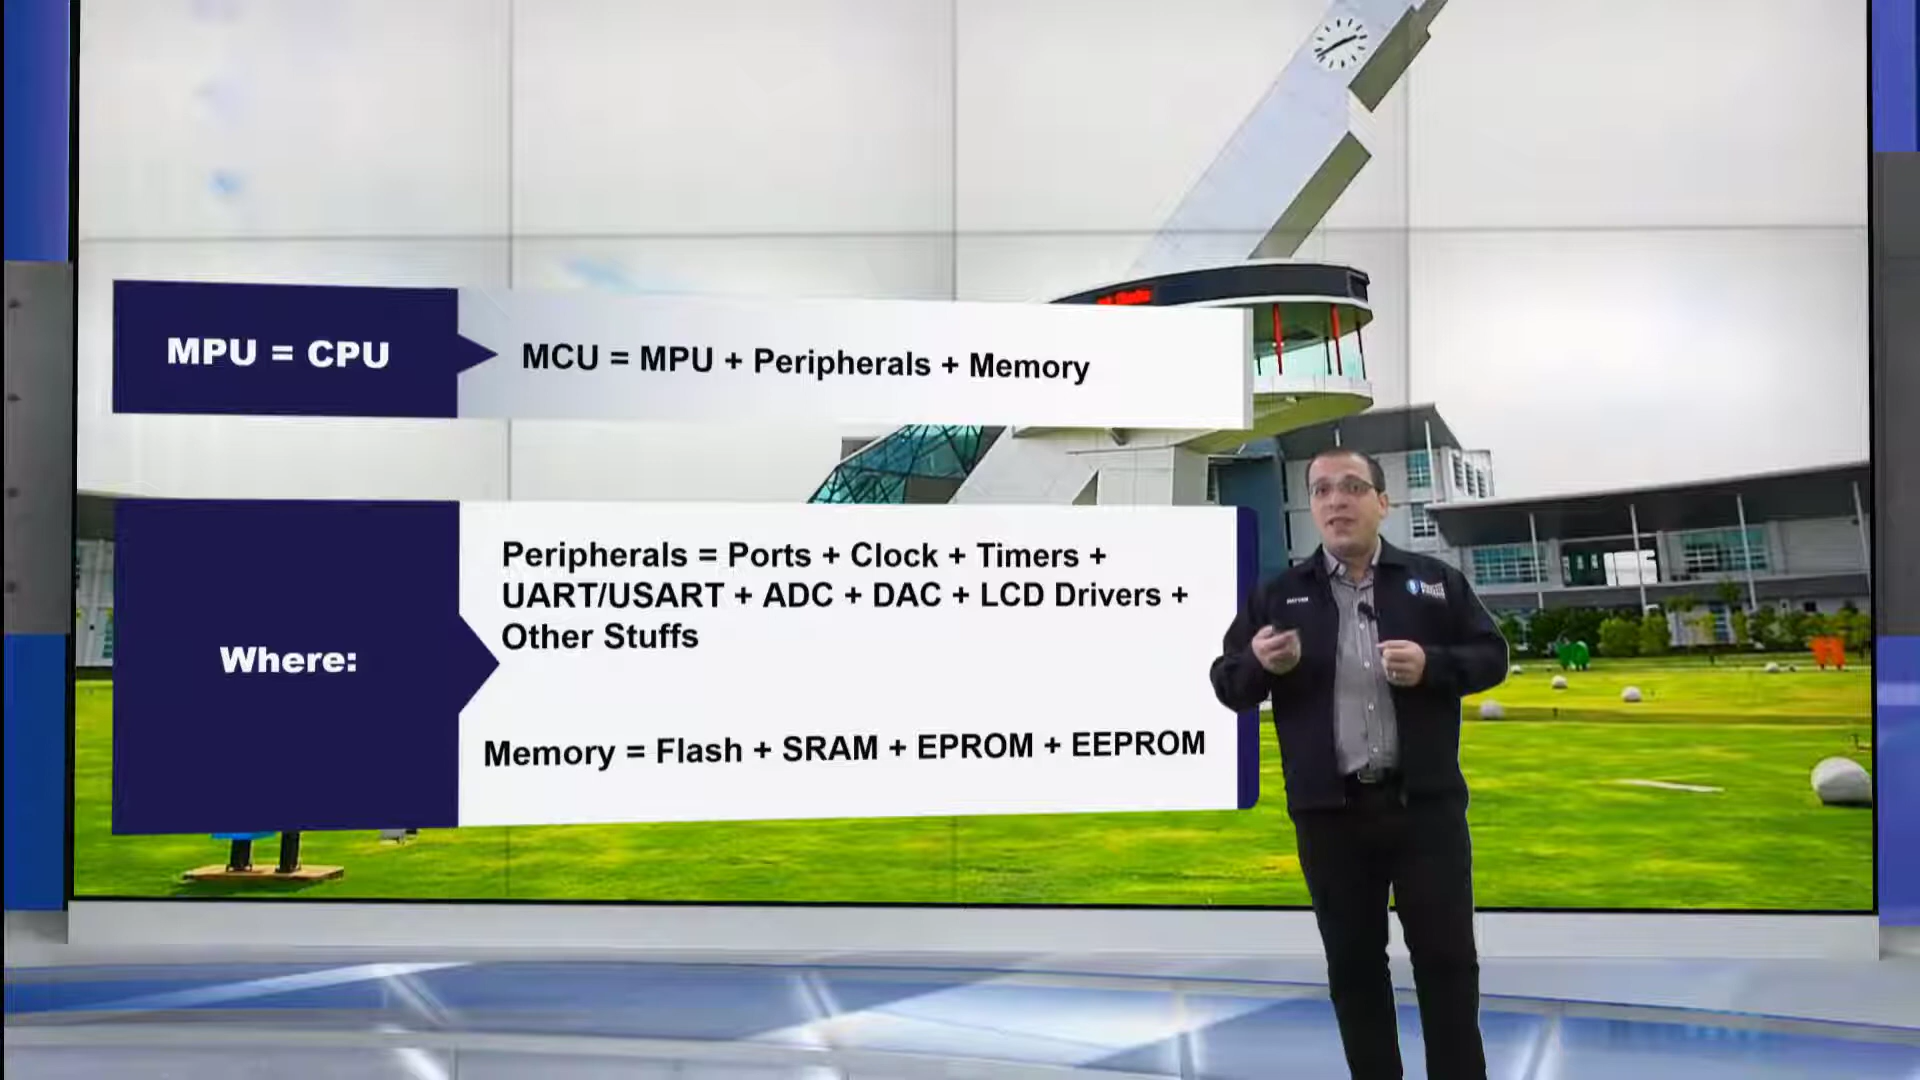 MPU = CPU
MCU = MPU + Peripherals + Memory
Where:
Peripherals = Ports + Clock + Timers +
UART/USART + ADC + DAC + LCD Drivers +
Other Stuffs
Memory = Flash + SRAM + EPROM + EEPROM